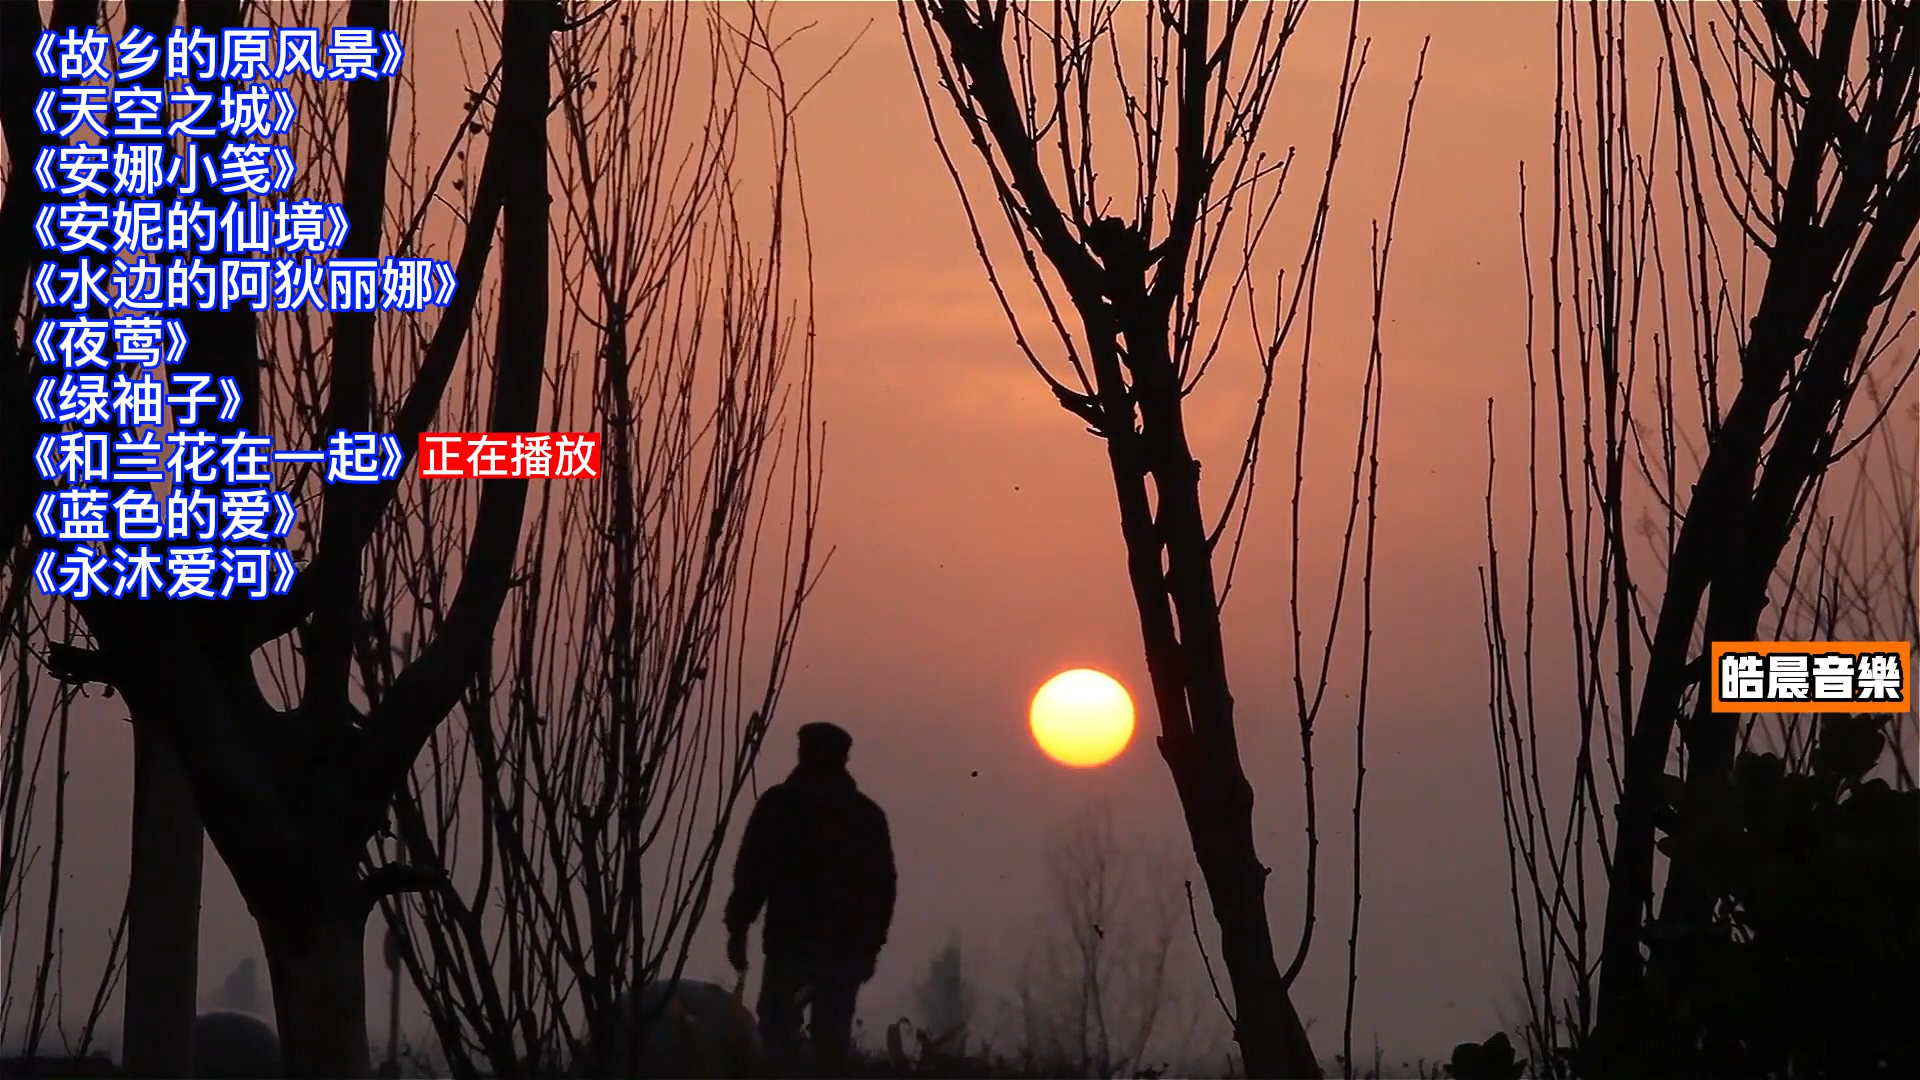 《故乡的原风景》
《天空之城》
《安娜小笺》
《安妮的仙境》
《水边的阿狄丽娜》
《夜莺》
《绿袖子》
《和兰花在一起》正在播放
《蓝色的爱》
《永沐爱河》
皓晨音樂